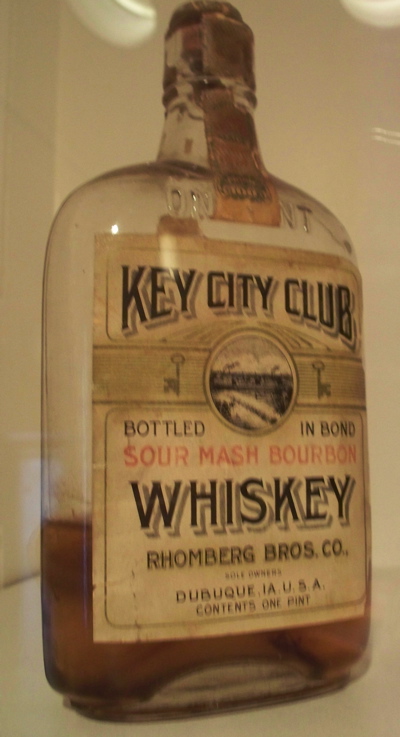 KEY CITY CLUB
BOTTLED IN BOND
SOUR MASH BOURBON
WHISKEY
RHOMBERG BROS. CO.,
SOLE OWNERS
DUBUQUE, IA. U.S.A.
CONTENTS ONE PINT